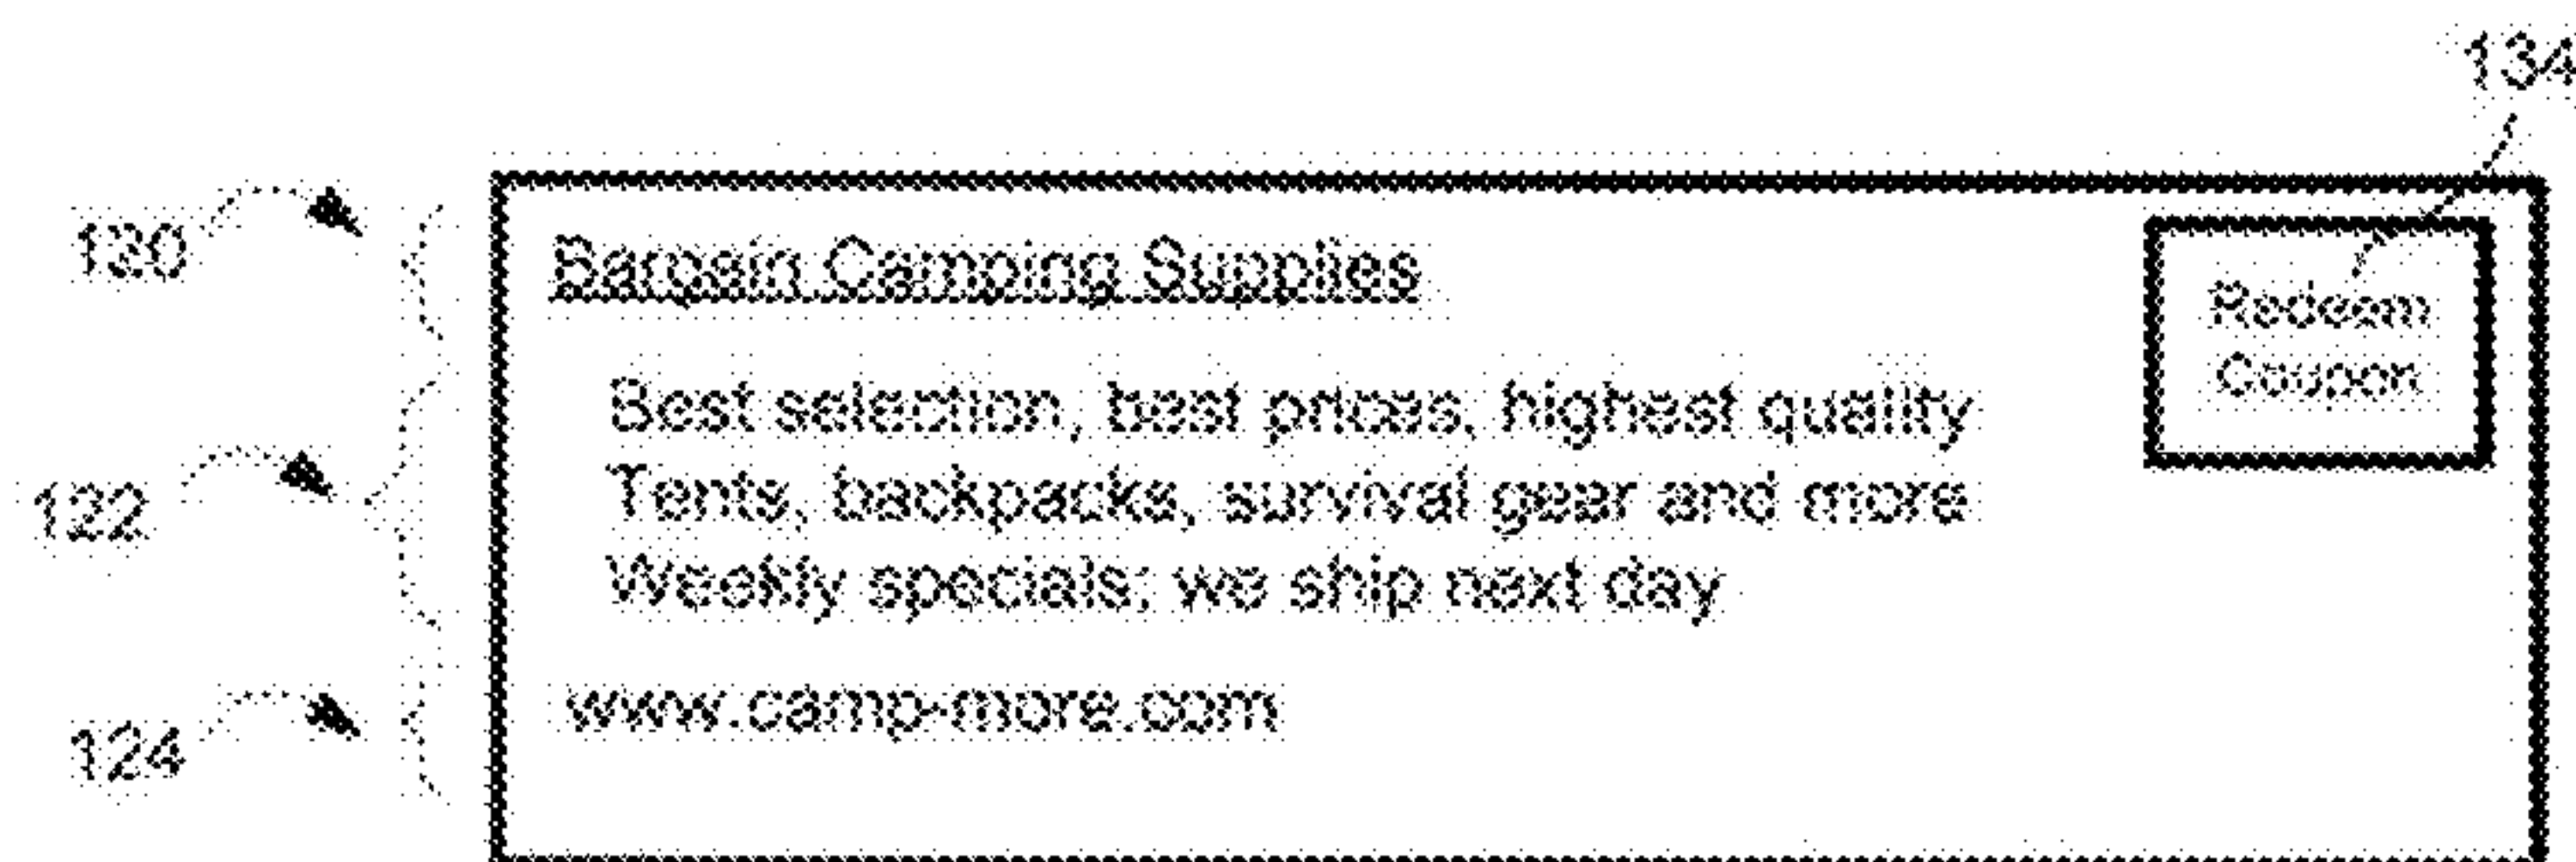 134
120
Bargain Camping Supplies
Redeem
Coupon
Best selection, best prices, highest quality
122
Tents, backpacks, survival gear and more
Weekly specials; we ship next day
124
www.camp-more.com